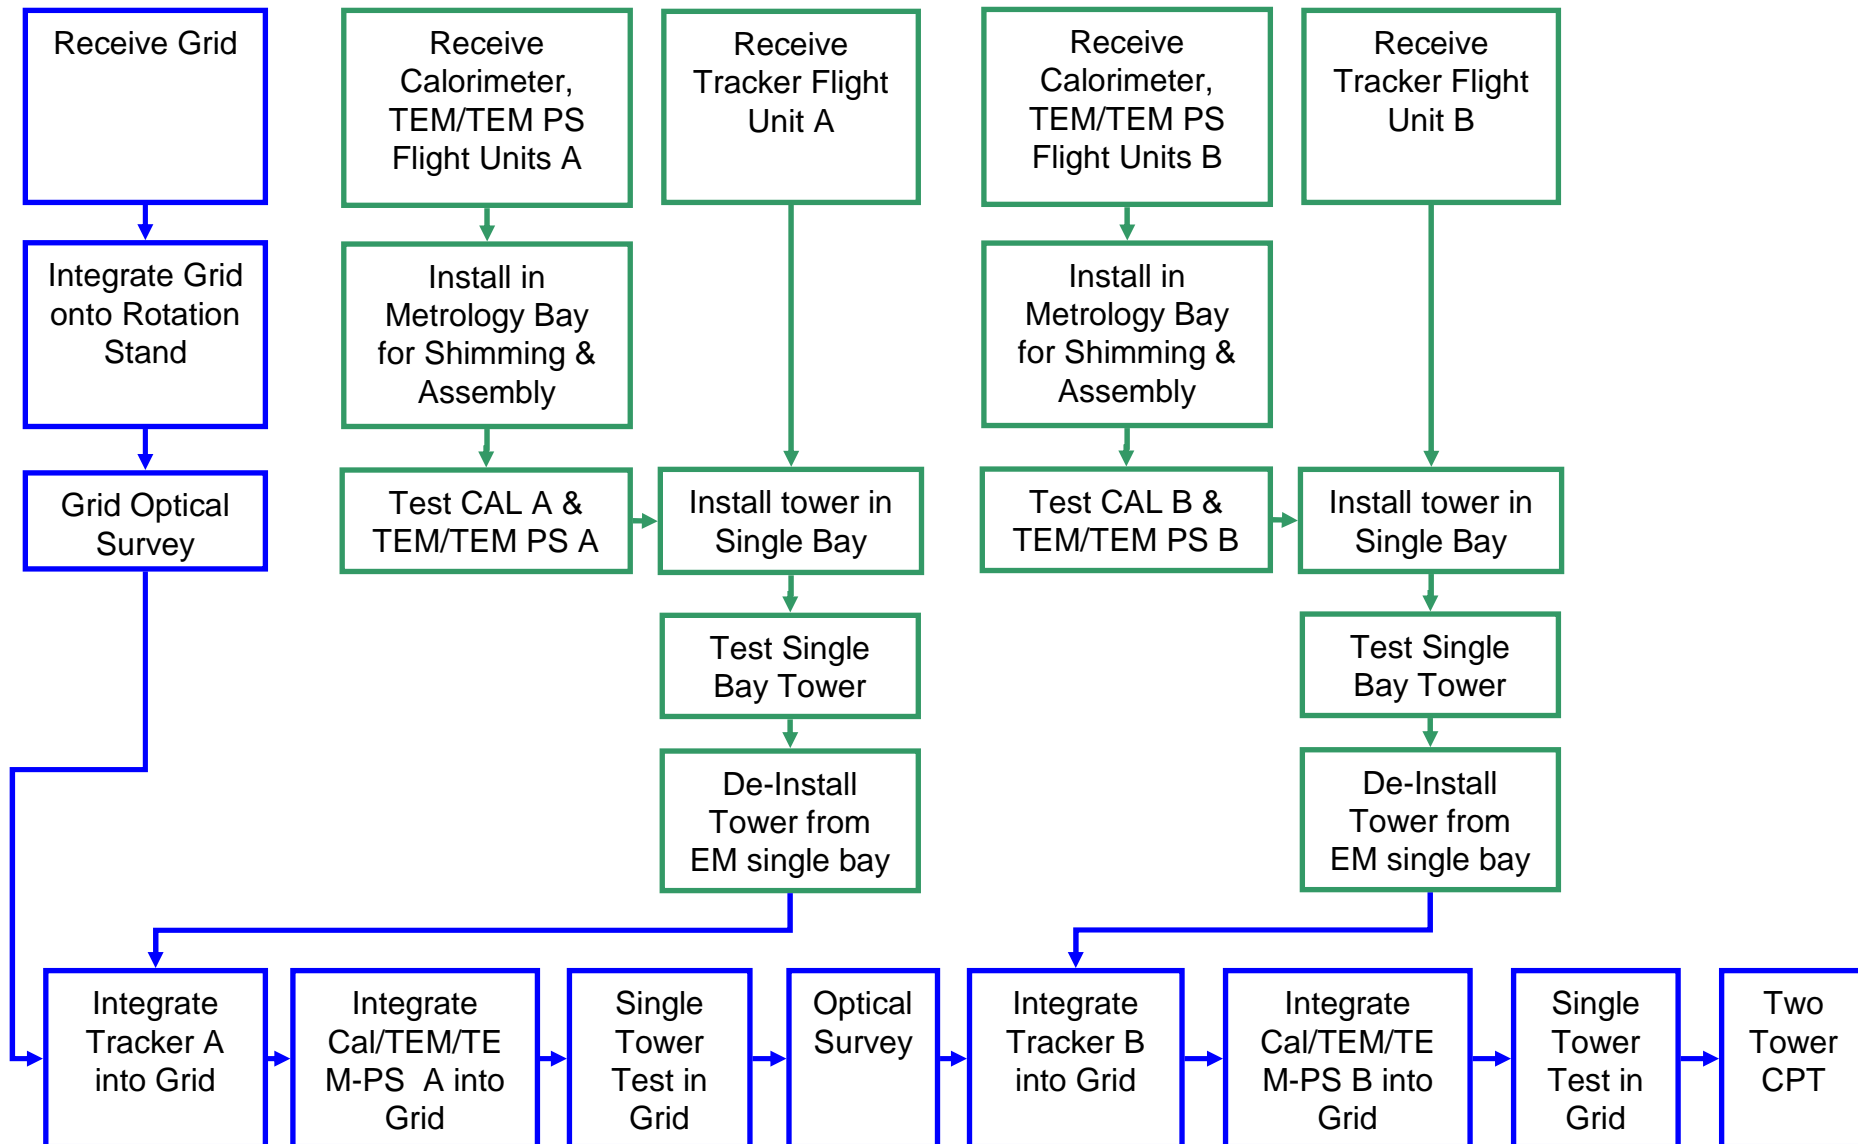 Receive Grid
Receive
Calorimeter,
TEM/TEM PS
Flight Units A
Receive
Tracker Flight
Unit A
Receive
Calorimeter,
TEM/TEM PS
Flight Units B
Receive
Tracker Flight
Unit B
Integrate Grid
onto Rotation
Stand
Install in
Metrology Bay
for Shimming &
Assembly
Install in
Metrology Bay
for Shimming &
Assembly
Grid Optical
Survey
Test CAL A &
TEM/TEM PS A
Install tower in
Single Bay
Test CAL B &
TEM/TEM PS B
Install tower in
Single Bay
Test Single
Bay Tower
Test Single
Bay Tower
De-Install
Tower from
EM single bay
De-Install
Tower from
EM single bay
Integrate
Tracker A
into Grid
Integrate
Cal/TEM/TE
M-PS A into
Grid
Single
Tower
Test in
Grid
Optical
Survey
Integrate
Tracker B
into Grid
Integrate
Cal/TEM/TE
M-PS B into
Grid
Single
Tower
Test in
Grid
Two
Tower
CPT